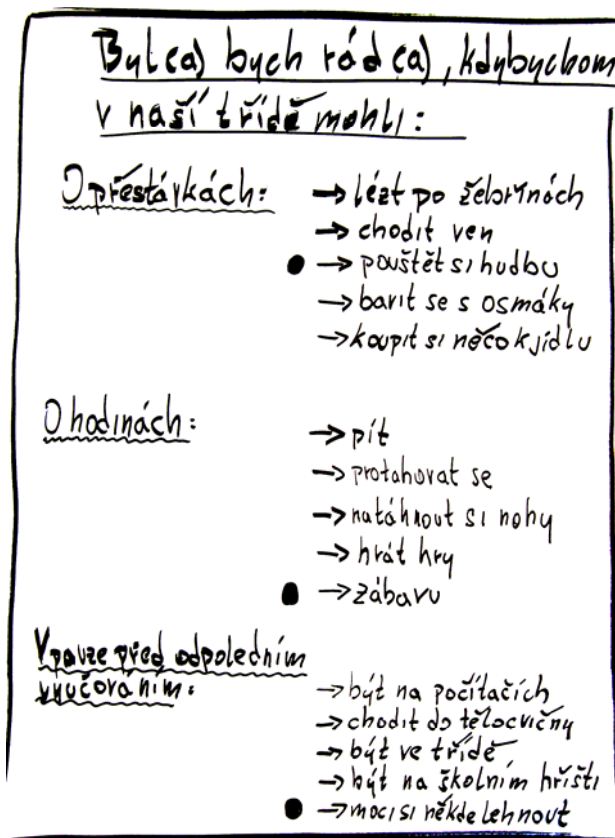 Byl(a) bych rád(a), kdybychom
v naší třídě mohli:
O přestávkách:
→ lézt po žebřinách
→ chodit ven
● → pouštět si hudbu
→ bavit se s osmáky
→ koupit si něco k jídlu
O hodinách:
→ pít
→ protahovat se
→ natáhnout si nohy
→ hrát hry
● → zábavu
V pauze před odpoledním
vyučováním:
→ být na počítačích
→ chodit do tělocvičny
→ být ve třídě
→ být na školním hřišti
● → moci si někde lehnout